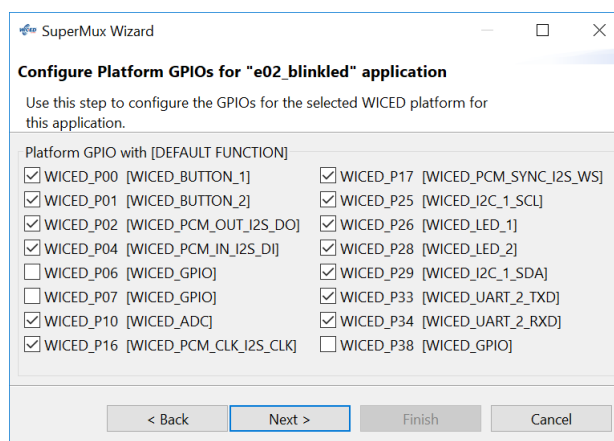 SuperMux Wizard
Configure Platform GPIOs for "e02_blinkled" application
Use this step to configure the GPIOs for the selected WICED platform for
this application.
Platform GPIO with [DEFAULT FUNCTION]
WICED_P00 [WICED_BUTTON_1]
WICED_P01 [WICED_BUTTON_2]
WICED_P02 [WICED_PCM_OUT_I2S_DO]
WICED_P04 [WICED_PCM_IN_I2S_DI]
WICED_P06 [WICED_GPIO]
WICED_P07 [WICED_GPIO]
WICED_P10 [WICED_ADC]
WICED_P16 [WICED_PCM_CLK_I2S_CLK]
WICED_P17 [WICED_PCM_SYNC_I2S_WS]
WICED_P25 [WICED_I2C_1_SCL]
WICED_P26 [WICED_LED_1]
WICED_P28 [WICED_LED_2]
WICED_P29 [WICED_I2C_1_SDA]
WICED_P33 [WICED_UART_2_TXD]
WICED_P34 [WICED_UART_2_RXD]
WICED_P38 [WICED_GPIO]
< Back
Next >
Finish
Cancel